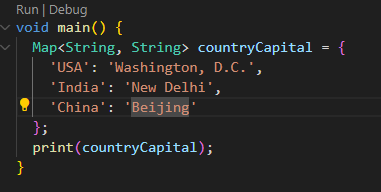 Run | Debug
void main() {
Map<String, String> countryCapital = {
'USA': 'Washington, D.C.',
'India': 'New Delhi',
'China': 'Beijing'
};
print(countryCapital);
}